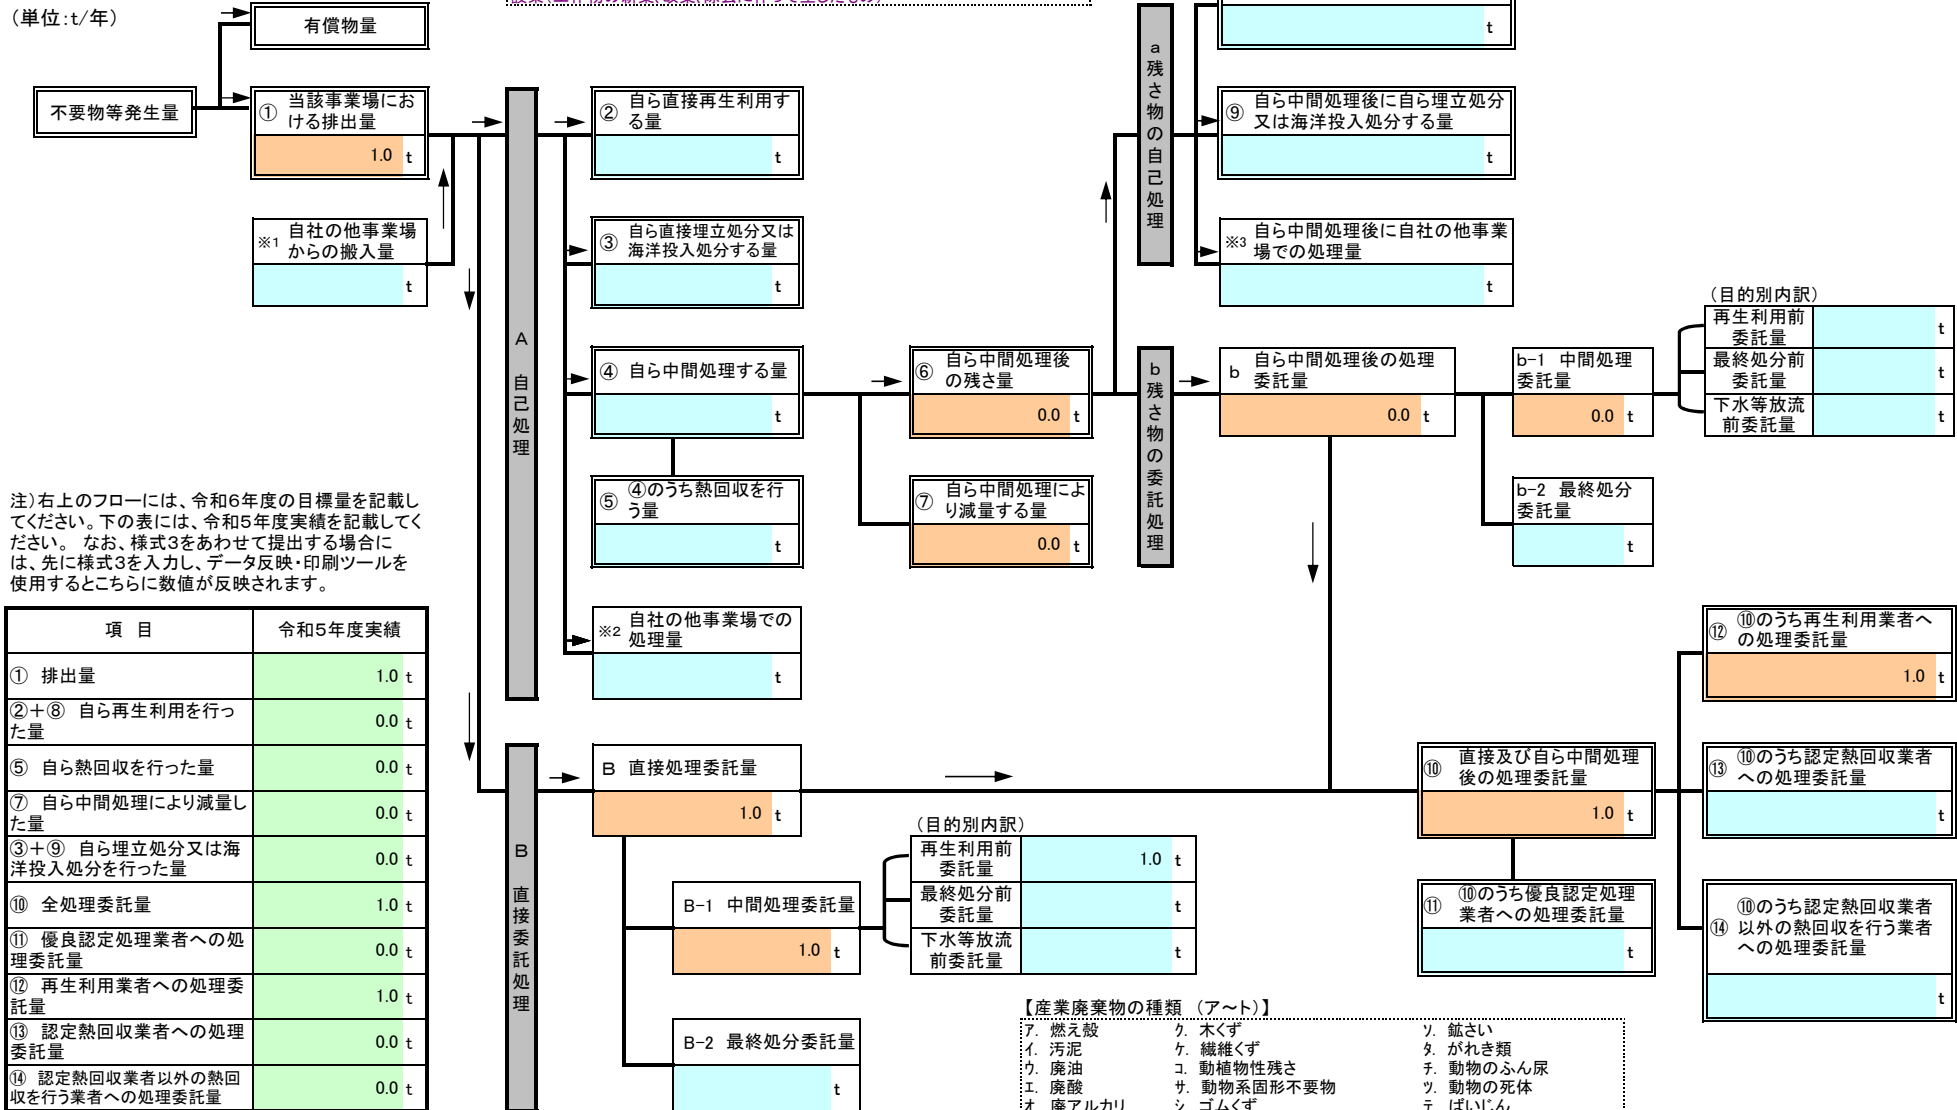 (単位:t/年)
有償物量
不要物等発生量
① 当該事業場にお
ける排出量
1.0 t
※1 自社の他事業場
からの搬入量
t
A 自己処理
② 自ら直接再生利用す
る量
t
③ 自ら直接埋立処分又は
海洋投入処分する量
t
④ 自ら中間処理する量
t
⑤ ④のうち熱回収を行
う量
t
※2 自社の他事業場での
処理量
t
⑥ 自ら中間処理後
の残さ量
0.0 t
⑦ 自ら中間処理によ
り減量する量
0.0 t
a 残さ物の自己処理
t
⑨ 自ら中間処理後に自ら埋立処分
又は海洋投入処分する量
t
※3 自ら中間処理後に自社の他事業
場での処理量
t
b 残さ物の委託処理
b 自ら中間処理後の処理
委託量
0.0 t
b-1 中間処理
委託量
0.0 t
b-2 最終処分
委託量
t
(目的別内訳)
再生利用前
委託量
t
最終処分前
委託量
t
下水等放流
前委託量
t
注)右上のフローには、令和6年度の目標量を記載し
てください。下の表には、令和5年度実績を記載してく
ださい。 なお、様式3をあわせて提出する場合に
は、先に様式3を入力し、データ反映・印刷ツールを
使用するとこちらに数値が反映されます。
項 目 令和5年度実績
① 排出量 1.0 t
②+⑧ 自ら再生利用を行っ
た量 0.0 t
⑤ 自ら熱回収を行った量 0.0 t
⑦ 自ら中間処理により減量し
た量 0.0 t
③+⑨ 自ら埋立処分又は海
洋投入処分を行った量 0.0 t
⑩ 全処理委託量 1.0 t
⑪ 優良認定処理業者への処
理委託量 0.0 t
⑫ 再生利用業者への処理委
託量 1.0 t
⑬ 認定熱回収業者への処理
委託量 0.0 t
⑭ 認定熱回収業者以外の熱回
収を行う業者への処理委託量 0.0 t
B 直接委託処理
B 直接処理委託量
1.0 t
B-1 中間処理委託量
1.0 t
B-2 最終処分委託量
t
(目的別内訳)
再生利用前
委託量
1.0 t
最終処分前
委託量
t
下水等放流
前委託量
t
⑩ 直接及び自ら中間処理
後の処理委託量
1.0 t
⑪ ⑩のうち優良認定処理
業者への処理委託量
t
⑫ ⑩のうち再生利用業者へ
の処理委託量
1.0 t
⑬ ⑩のうち認定熱回収業者
への処理委託量
t
⑭ ⑩のうち認定熱回収業者
以外の熱回収を行う業者
への処理委託量
t
【産業廃棄物の種類 (ア~ト)】
ア. 燃え殻 ク. 木くず ソ. 鉱さい
イ. 汚泥 ケ. 繊維くず タ. がれき類
ウ. 廃油 コ. 動植物性残さ チ. 動物のふん尿
エ. 廃酸 サ. 動物系固形不要物 ツ. 動物の死体
オ. 廃アルカリ シ. ゴムくず テ. ばいじん